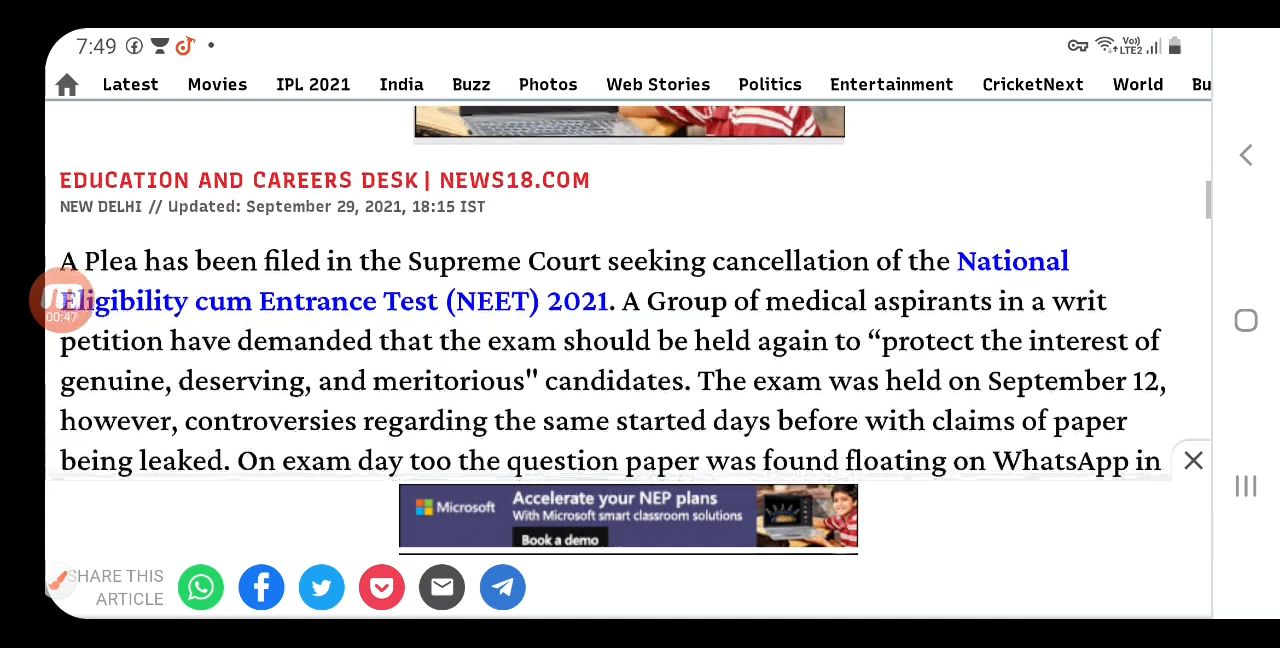 7:49
Vo))
LTE2
Latest Movies IPL 2021 India Buzz Photos Web Stories Politics Entertainment CricketNext World Bu
EDUCATION AND CAREERS DESK | NEWS18.COM
NEW DELHI // Updated: September 29, 2021, 18:15 IST
A Plea has been filed in the Supreme Court seeking cancellation of the National
Eligibility cum Entrance Test (NEET) 2021. A Group of medical aspirants in a writ
00:47
petition have demanded that the exam should be held again to “protect the interest of
genuine, deserving, and meritorious" candidates. The exam was held on September 12,
however, controversies regarding the same started days before with claims of paper
being leaked. On exam day too the question paper was found floating on WhatsApp in
Microsoft
Accelerate your NEP plans
With Microsoft smart classroom solutions
Book a demo
SHARE THIS
ARTICLE